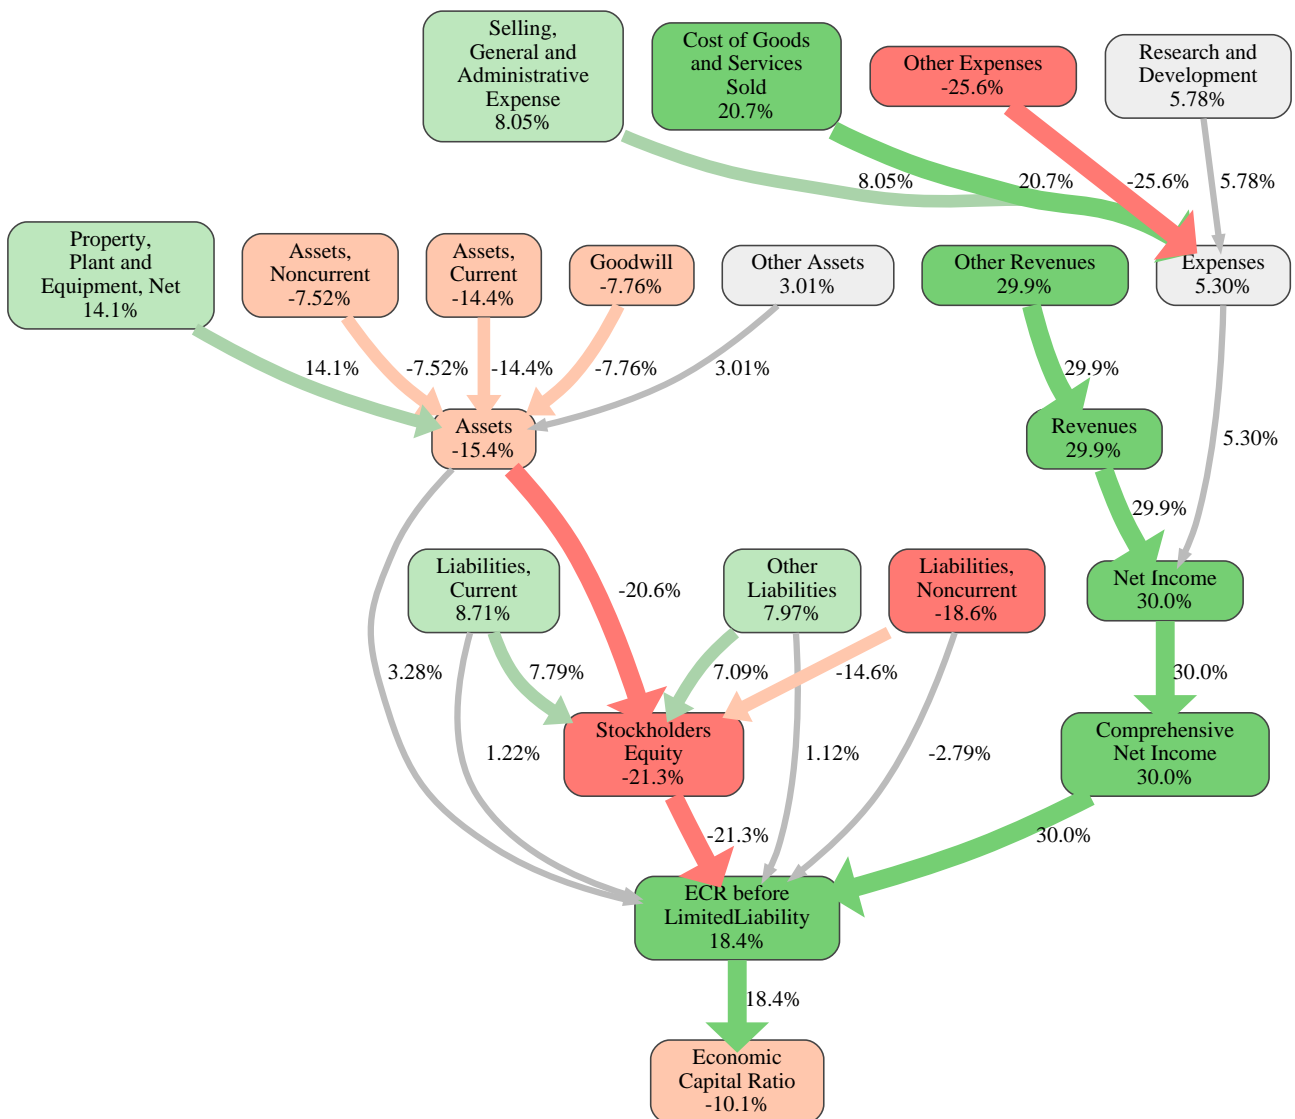 Selling,
General and
Administrative
Expense
8.05%
Cost of Goods
and Services
Sold
20.7%
Other Expenses
-25.6%
Research and
Development
5.78%
8.05%
20.7%
-25.6%
5.78%
Property,
Plant and
Equipment, Net
14.1%
Assets,
Noncurrent
-7.52%
Assets,
Current
-14.4%
Goodwill
-7.76%
Other Assets
3.01%
Other Revenues
29.9%
Expenses
5.30%
14.1%
-7.52%
-14.4%
-7.76%
3.01%
29.9%
5.30%
Assets
-15.4%
Revenues
29.9%
29.9%
Liabilities,
Current
8.71%
-20.6%
Other
Liabilities
7.97%
Liabilities,
Noncurrent
-18.6%
Net Income
30.0%
3.28%
7.79%
7.09%
-14.6%
30.0%
1.22%
Stockholders
Equity
-21.3%
1.12%
-2.79%
Comprehensive
Net Income
30.0%
-21.3%
30.0%
ECR before
LimitedLiability
18.4%
18.4%
Economic
Capital Ratio
-10.1%